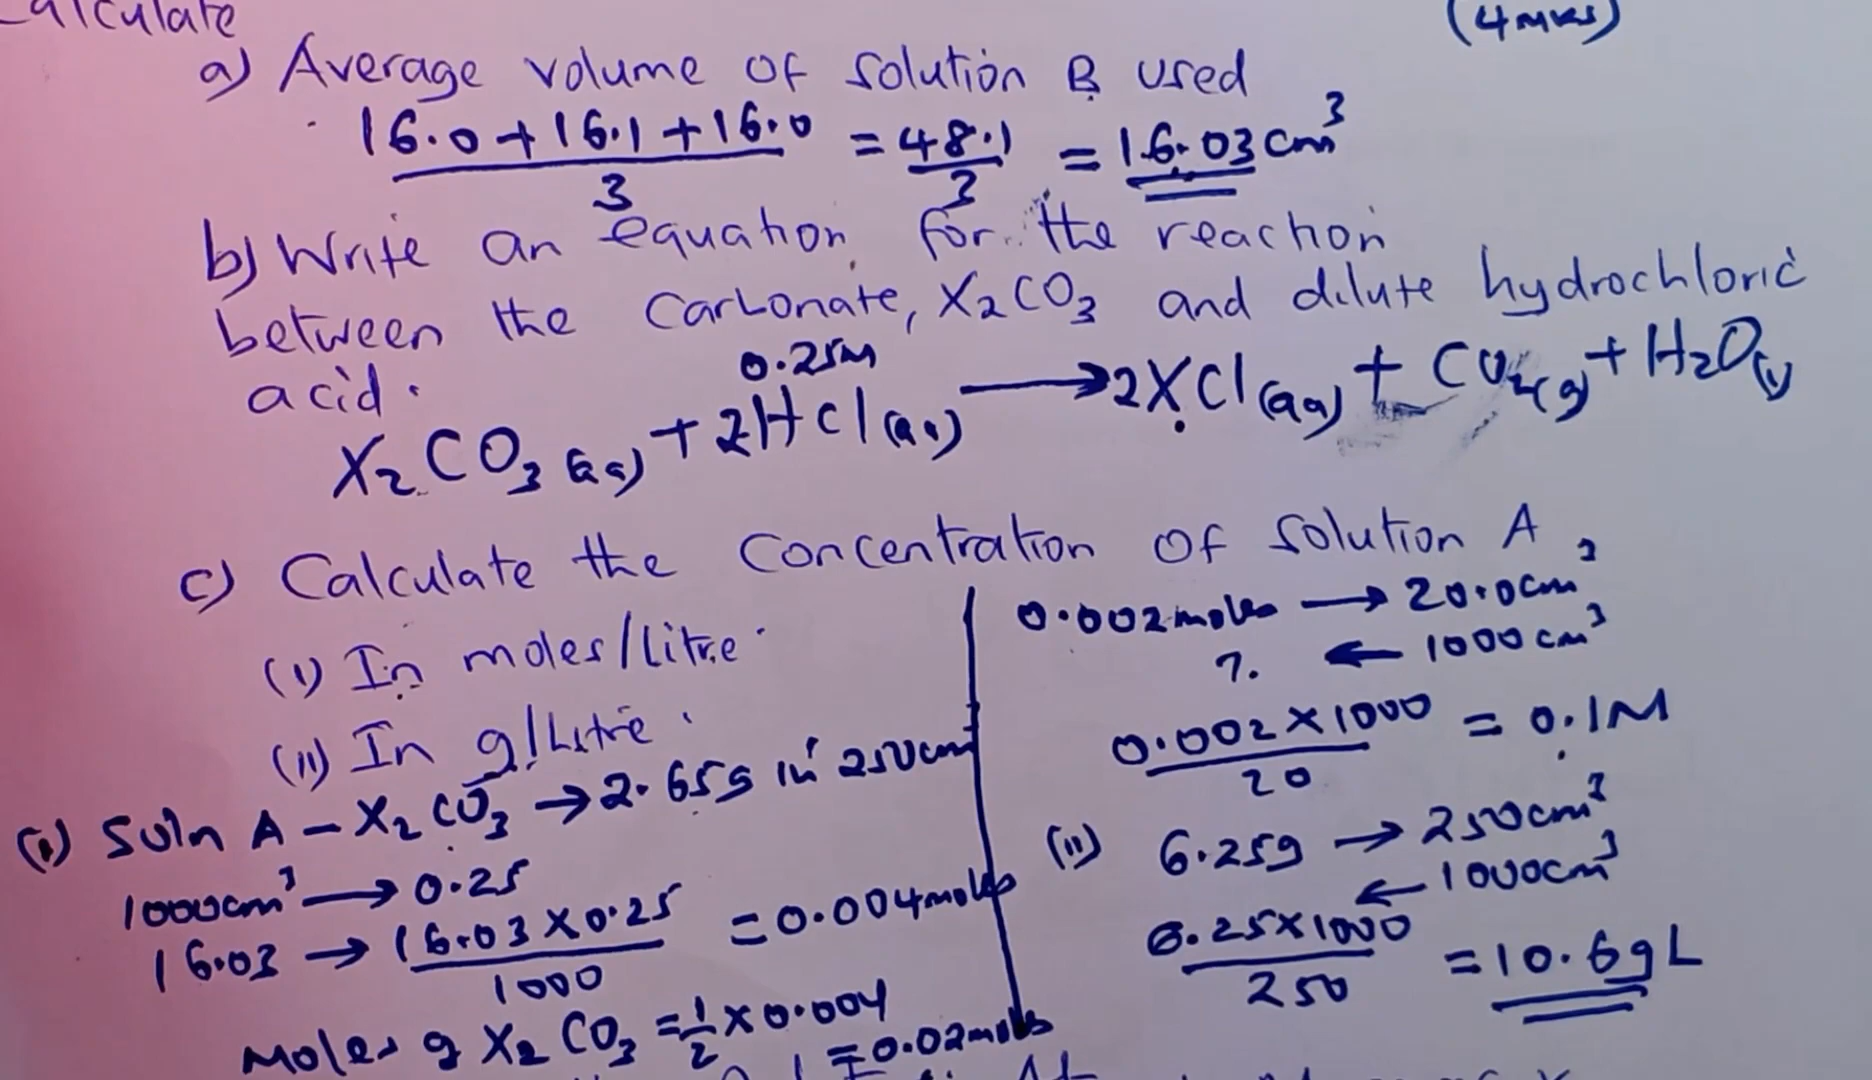 Calculate
(4mks)
a) Average volume of solution B used
16.0 + 16.1 + 16.0 / 3 = 48.1 / 3 = 16.03 cm³
b) Write an equation for the reaction
between the Carbonate, X₂CO₃ and dilute hydrochloric
acid.
0.25M
X₂CO₃ (aq) + 2HCl (aq) → 2XCl (aq) + CO₂(g) + H₂O(l)
c) Calculate the Concentration of solution A
(i) In moles/litre.
(ii) In g/Litre.
(i) Soln A – X₂CO₃ → 2.65g in 250cm³
1000cm³ → 0.25
16.03 → 16.03 × 0.25 / 1000 = 0.004moles
Moles of X₂CO₃ = 1/2 × 0.004
= 0.02moles
0.002moles → 20.0cm³
?. ← 1000cm³
0.002 × 1000 / 20 = 0.1M
(ii) 6.25g → 250cm³
← 1000cm³
6.25 × 1000 / 250 = 10.6gL